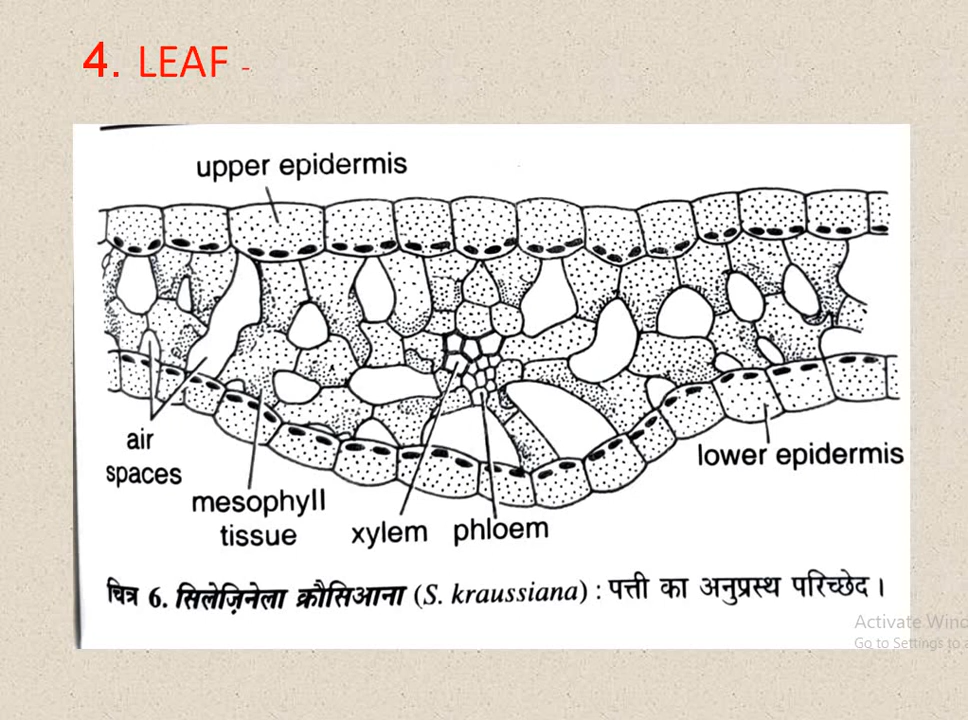 4. LEAF -
upper epidermis
air
spaces
mesophyll
tissue
xylem
phloem
lower epidermis
चित्र 6. सिलेज़िनेला क्रौसिआना (S. kraussiana) : पत्ती का अनुप्रस्थ परिच्छेद।
Activate Wind
Go to Settings to a